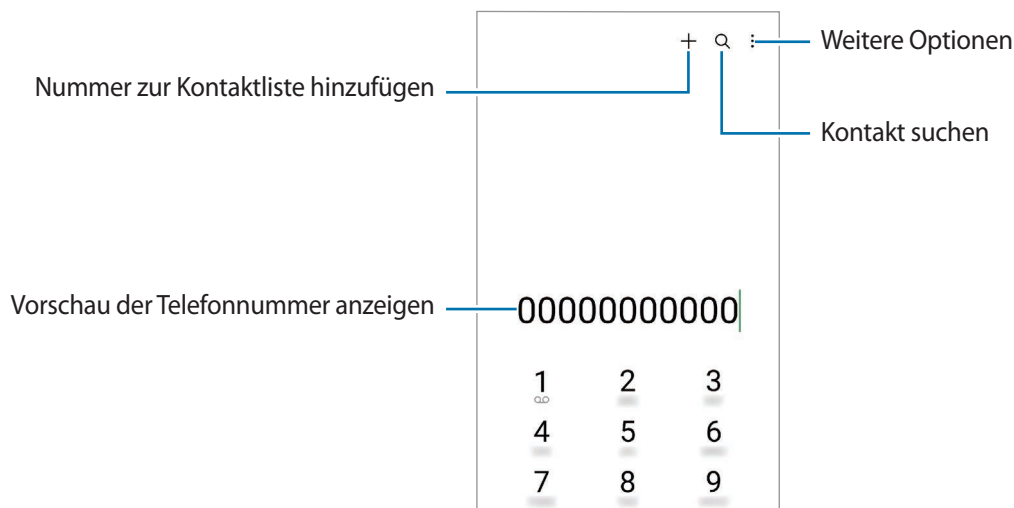 Weitere Optionen
Nummer zur Kontaktliste hinzufügen
Kontakt suchen
Vorschau der Telefonnummer anzeigen
00000000000
1 2 3
4 5 6
7 8 9